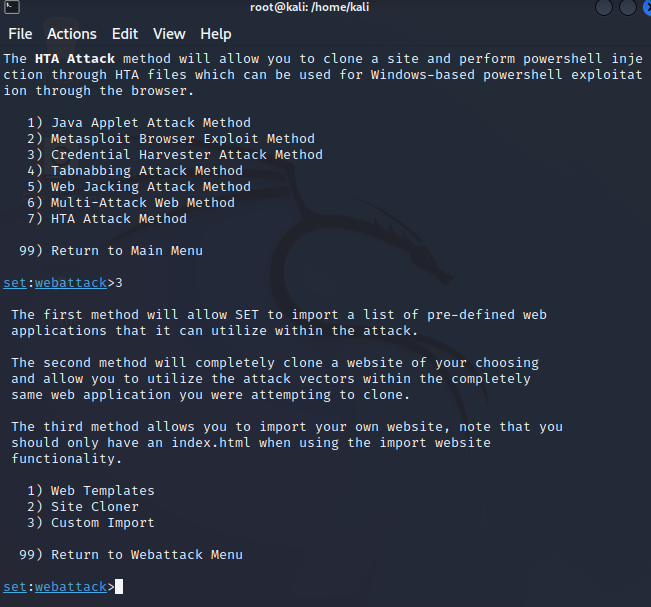 root@kali: /home/kali
File Actions Edit View Help
The HTA Attack method will allow you to clone a site and perform powershell inje
ction through HTA files which can be used for Windows-based powershell exploitat
ion through the browser.
1) Java Applet Attack Method
2) Metasploit Browser Exploit Method
3) Credential Harvester Attack Method
4) Tabnabbing Attack Method
5) Web Jacking Attack Method
6) Multi-Attack Web Method
7) HTA Attack Method
99) Return to Main Menu
set:webattack>3
The first method will allow SET to import a list of pre-defined web
applications that it can utilize within the attack.
The second method will completely clone a website of your choosing
and allow you to utilize the attack vectors within the completely
same web application you were attempting to clone.
The third method allows you to import your own website, note that you
should only have an index.html when using the import website
functionality.
1) Web Templates
2) Site Cloner
3) Custom Import
99) Return to Webattack Menu
set:webattack>